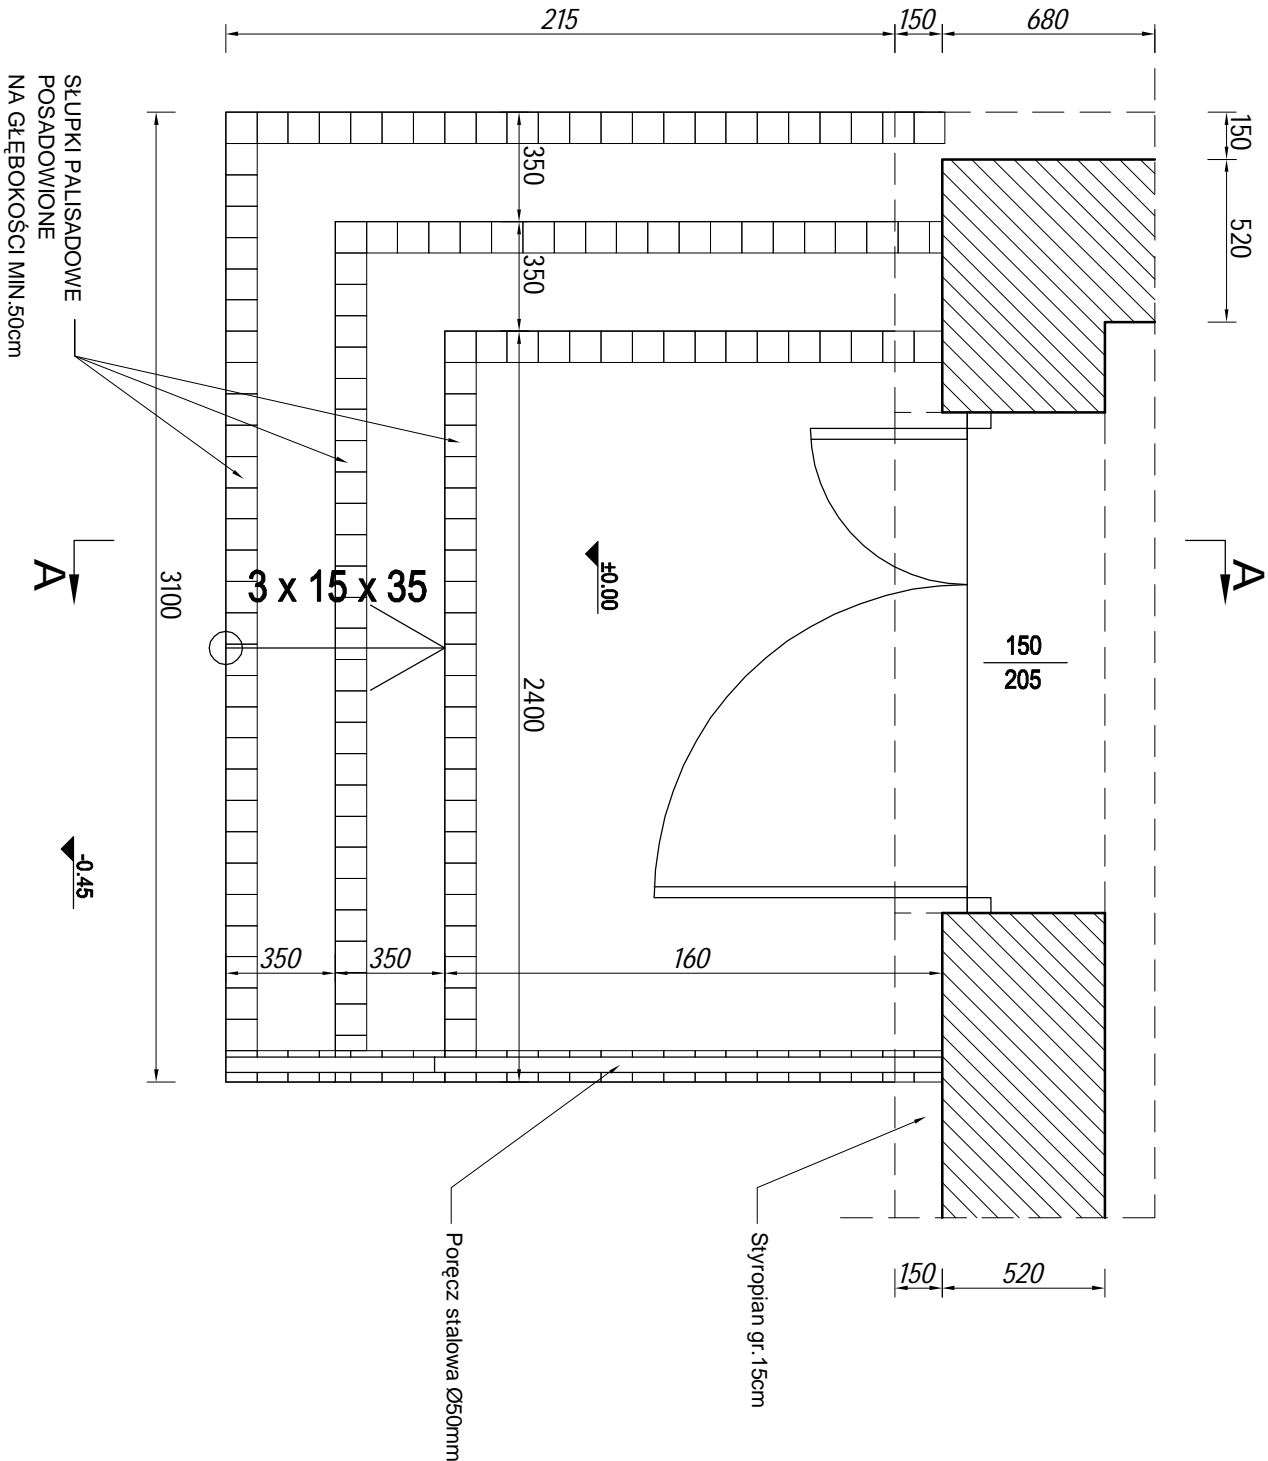 215
150
680
150
520
SŁUPKI PALISADOWE
POSADOWIONE
NA GŁĘBOKOŚCI MIN.50cm
350
350
A
A
3 x 15 x 35
±0.00
3100
2400
150
205
-0.45
350
350
160
150
520
Styropian gr.15cm
Poręcz stalowa Ø50mm